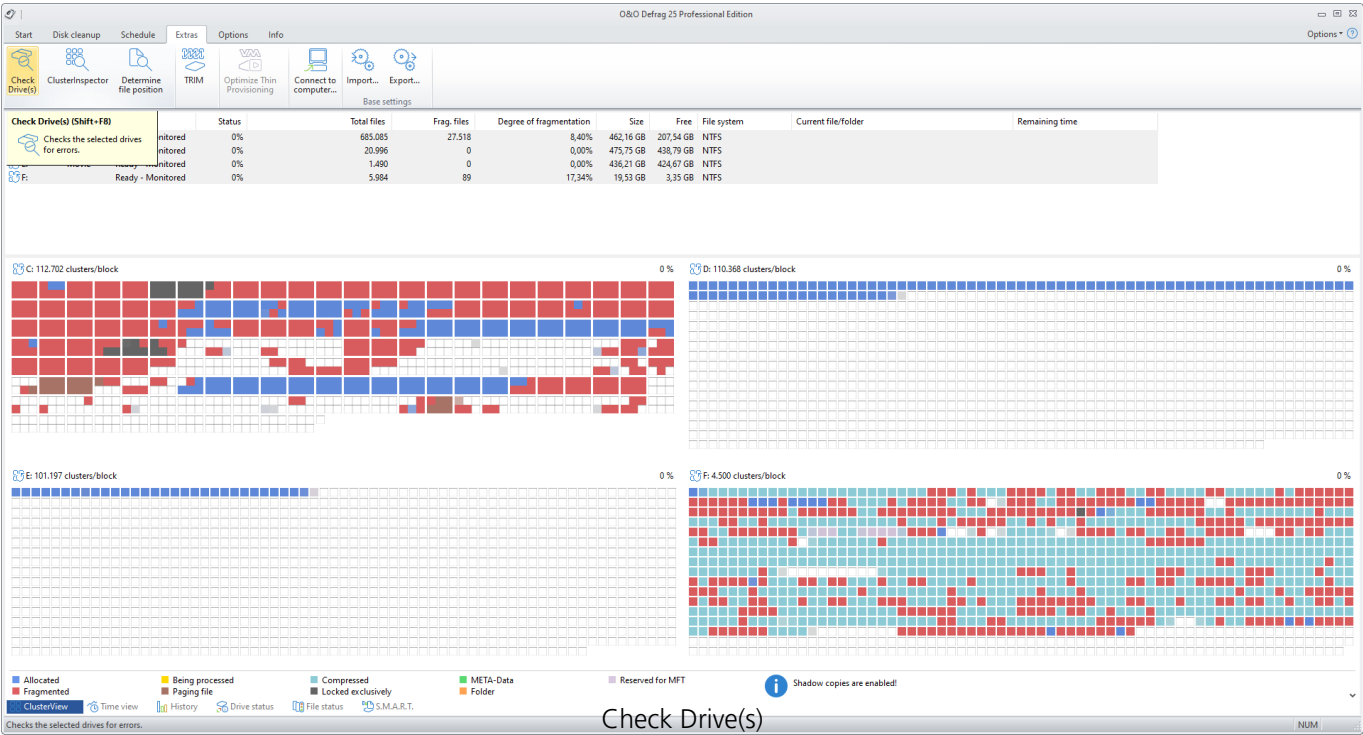 O&O Defrag 25 Professional Edition
Start Disk cleanup Schedule Extras Options Info Options
Check Drive(s) ClusterInspector Determine file position TRIM Optimize Thin Provisioning Connect to computer... Import... Export...
Base settings
Check Drive(s) (Shift+F8)
Checks the selected drives for errors.
Status Total files Frag. files Degree of fragmentation Size Free File system Current file/folder Remaining time
nitored 0% 685.085 27.518 8,40% 462,16 GB 207,54 GB NTFS
nitored 0% 20.996 0 0,00% 475,75 GB 438,79 GB NTFS
0% 1.490 0 0,00% 436,21 GB 424,67 GB NTFS
F: Ready - Monitored 0% 5.984 89 17,34% 19,53 GB 3,35 GB NTFS
C: 112.702 clusters/block 0 % D: 110.368 clusters/block 0 %
E: 101.197 clusters/block 0 % F: 4.500 clusters/block 0 %
Allocated Being processed Compressed META-Data Reserved for MFT Shadow copies are enabled!
Fragmented Paging file Locked exclusively Folder
ClusterView Time view History Drive status File status S.M.A.R.T.
Check Drive(s)
Checks the selected drives for errors. NUM